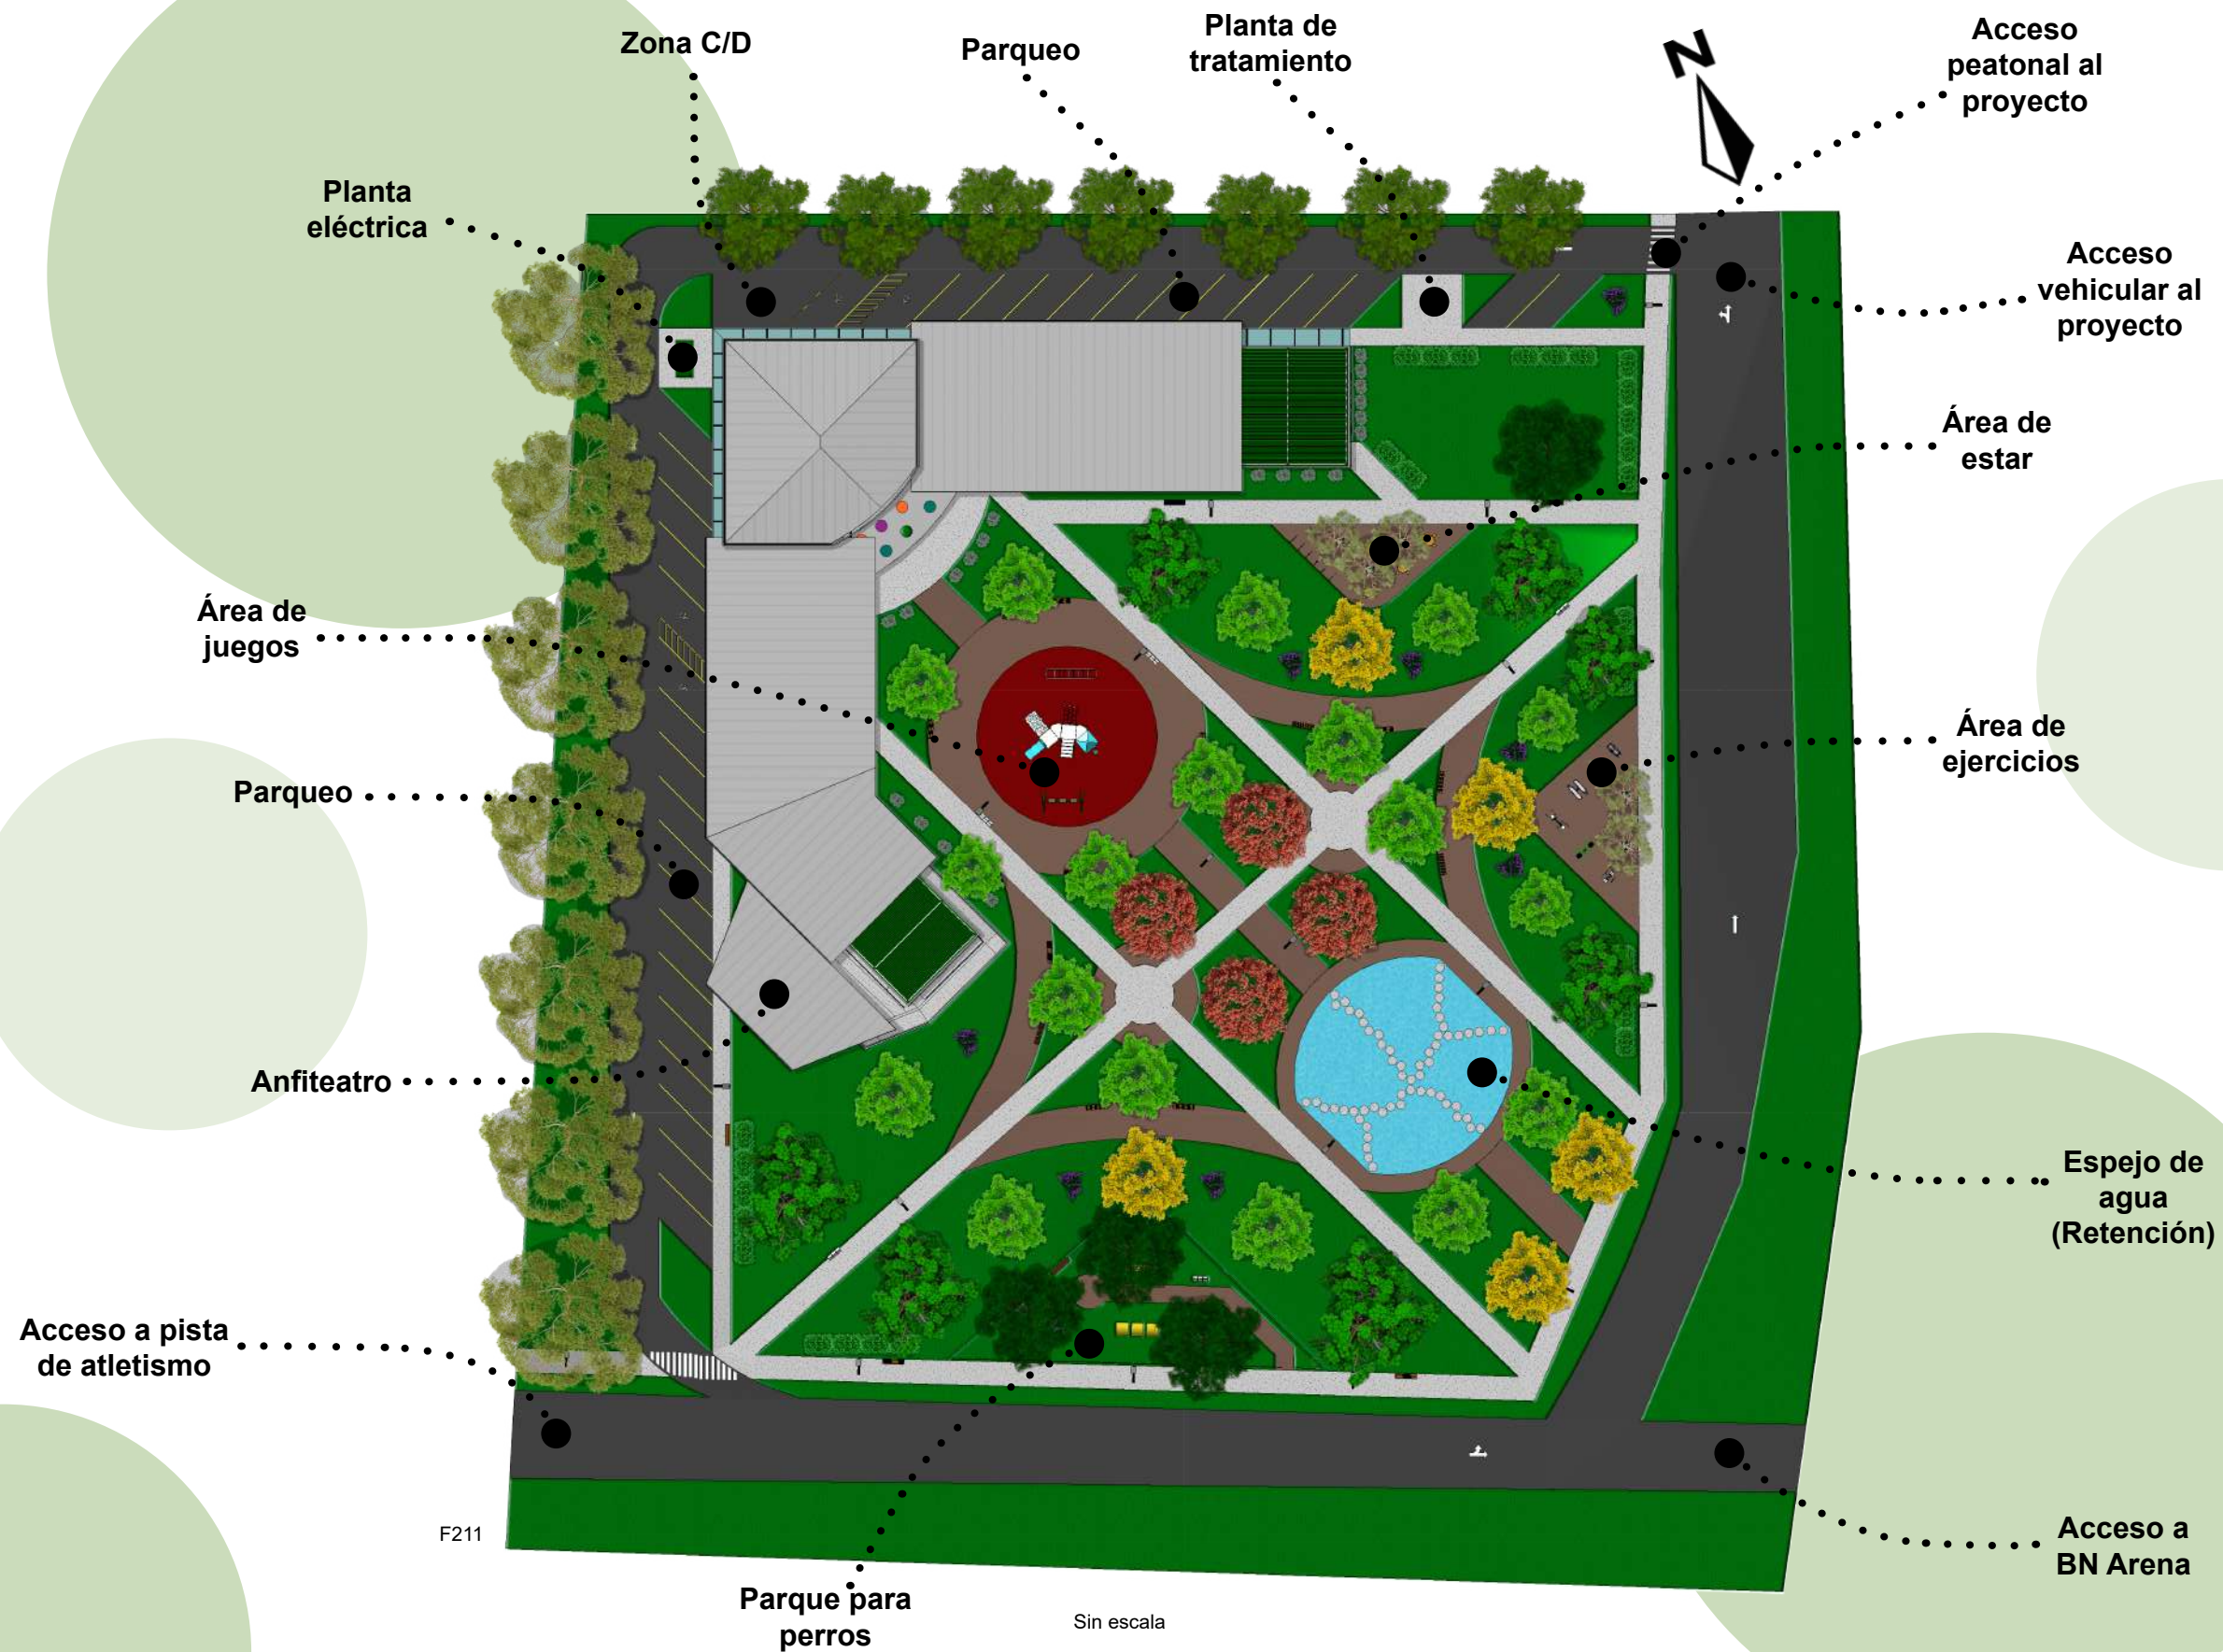 Zona C/D
Parqueo
Planta de
tratamiento
N
Acceso
peatonal al
proyecto
Planta
eléctrica
Acceso
vehicular al
proyecto
Área de
estar
Área de
juegos
Área de
ejercicios
Parqueo
Anfiteatro
Espejo de
agua
(Retención)
Acceso a pista
de atletismo
F211
Acceso a
BN Arena
Parque para
perros
Sin escala